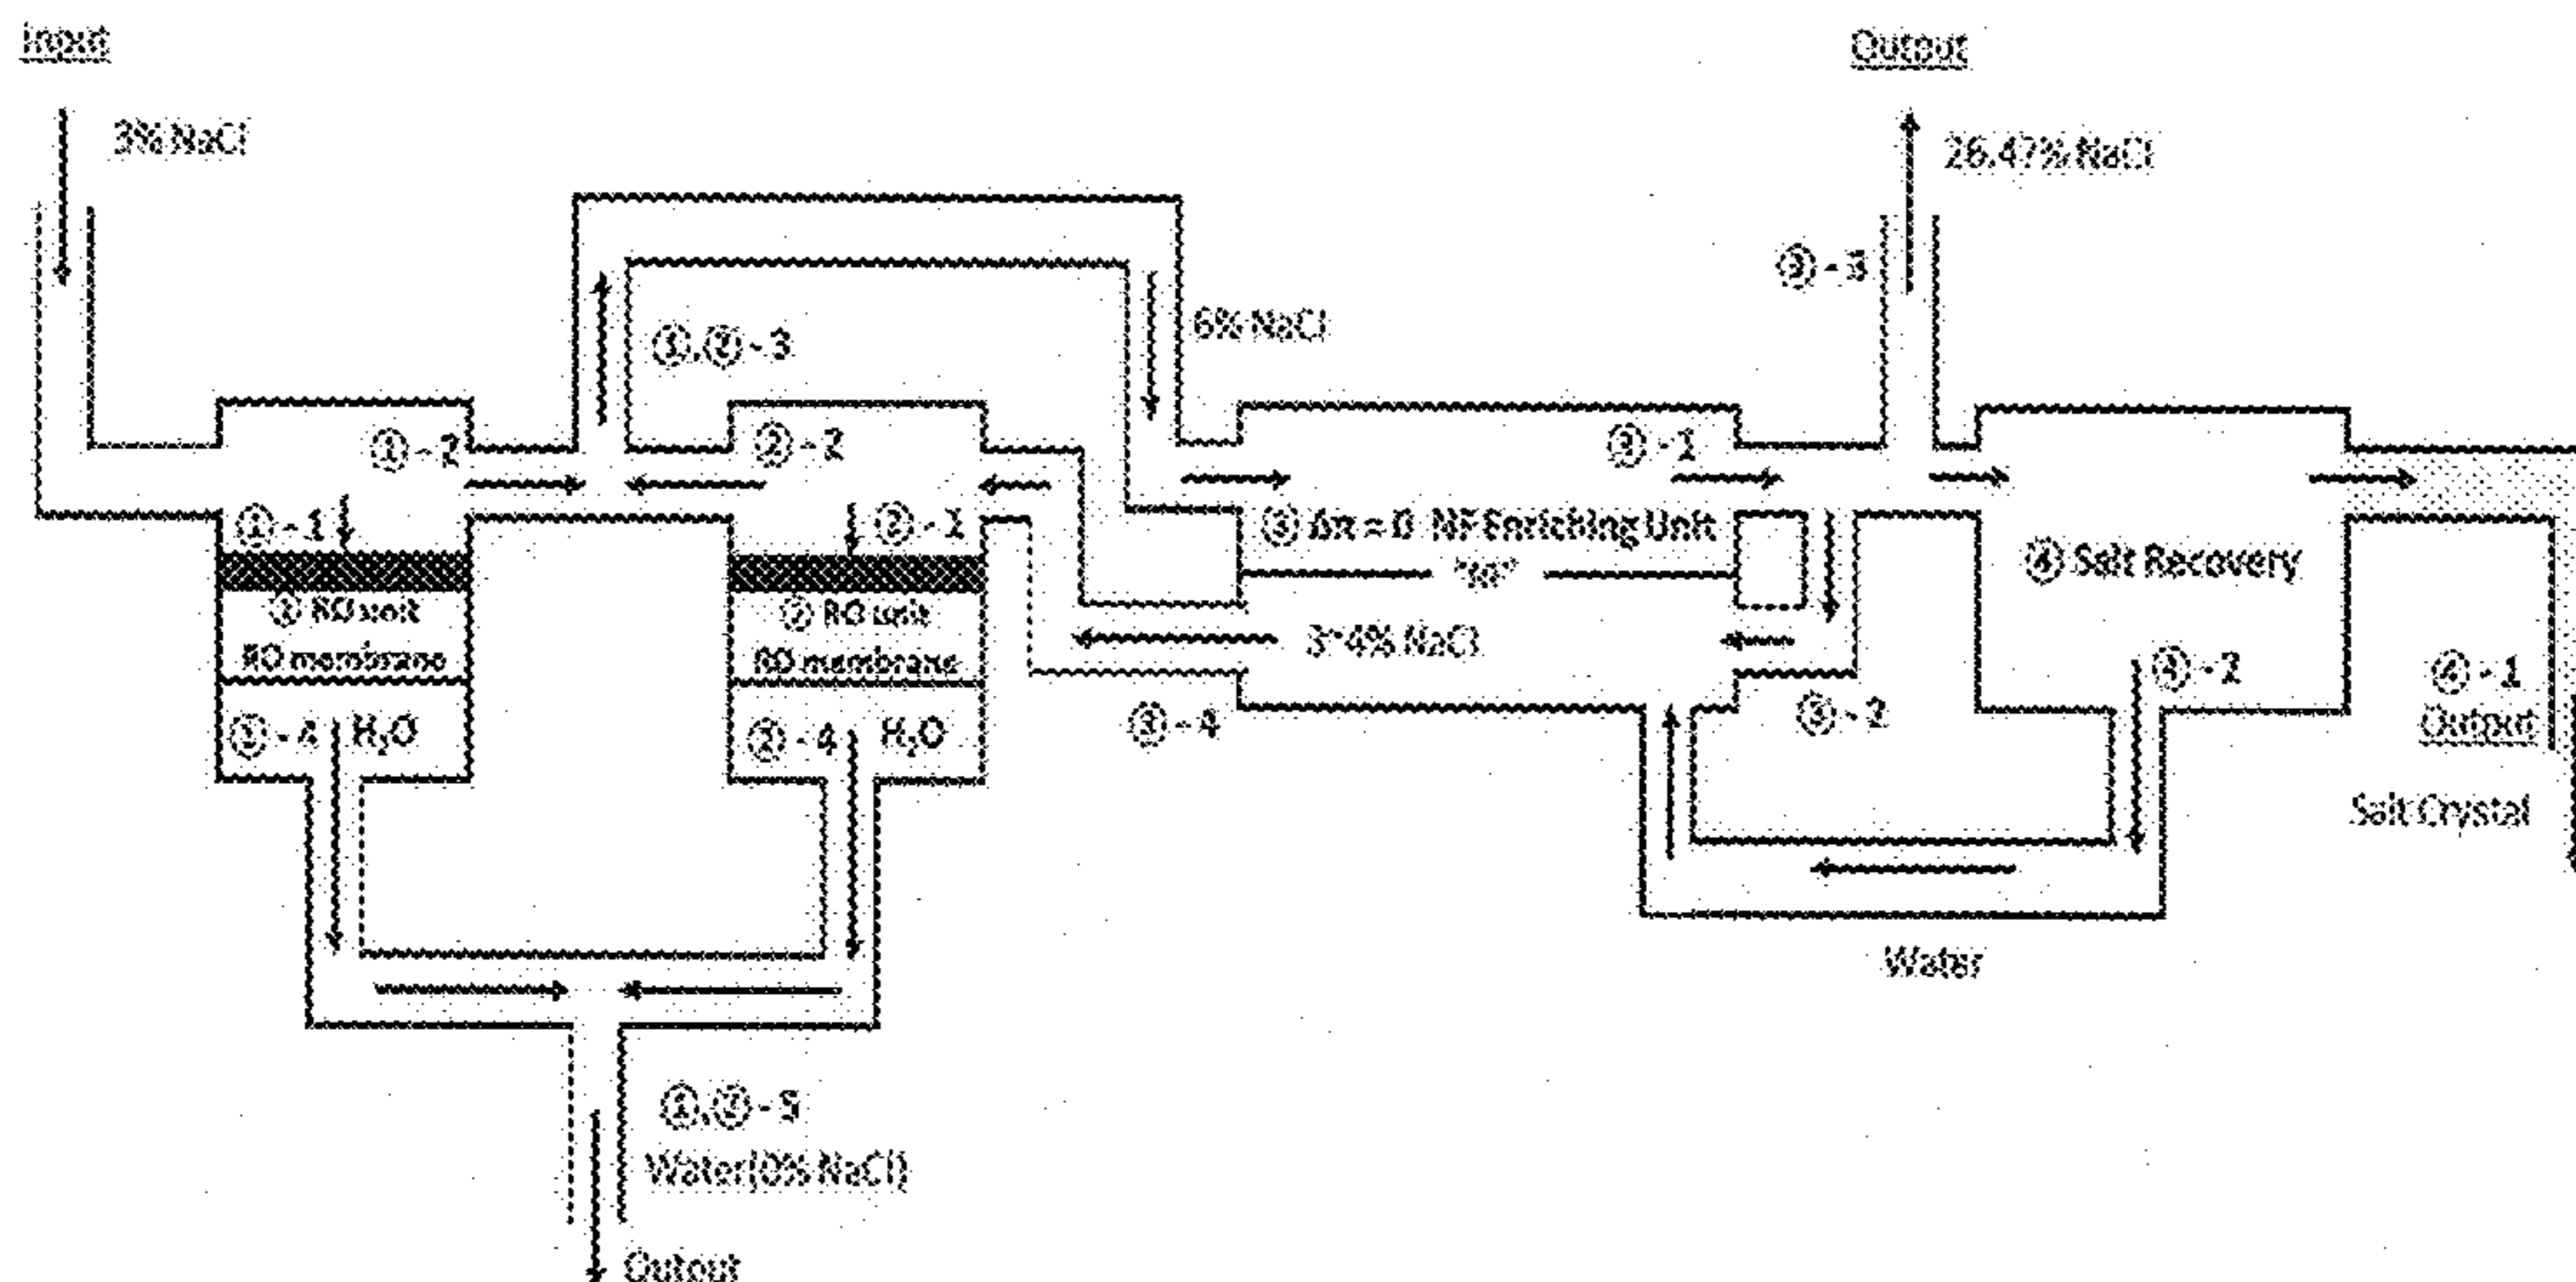 Input
3% NaCl
Output
26.47% NaCl
③ - 3
①,② - 3
6% NaCl
① - 2
② - 2
③ - 1
① - 1
② - 1
③ Δπ = 0 NF Enriching Unit
④ Salt Recovery
① RO unit
RO membrane
② RO unit
RO membrane
3~4% NaCl
① - 4 H₂O
② - 4 H₂O
③ - 4
③ - 2
④ - 2
④ - 1
Output
Salt Crystal
Water
①,② - 5
Water(0% NaCl)
Output